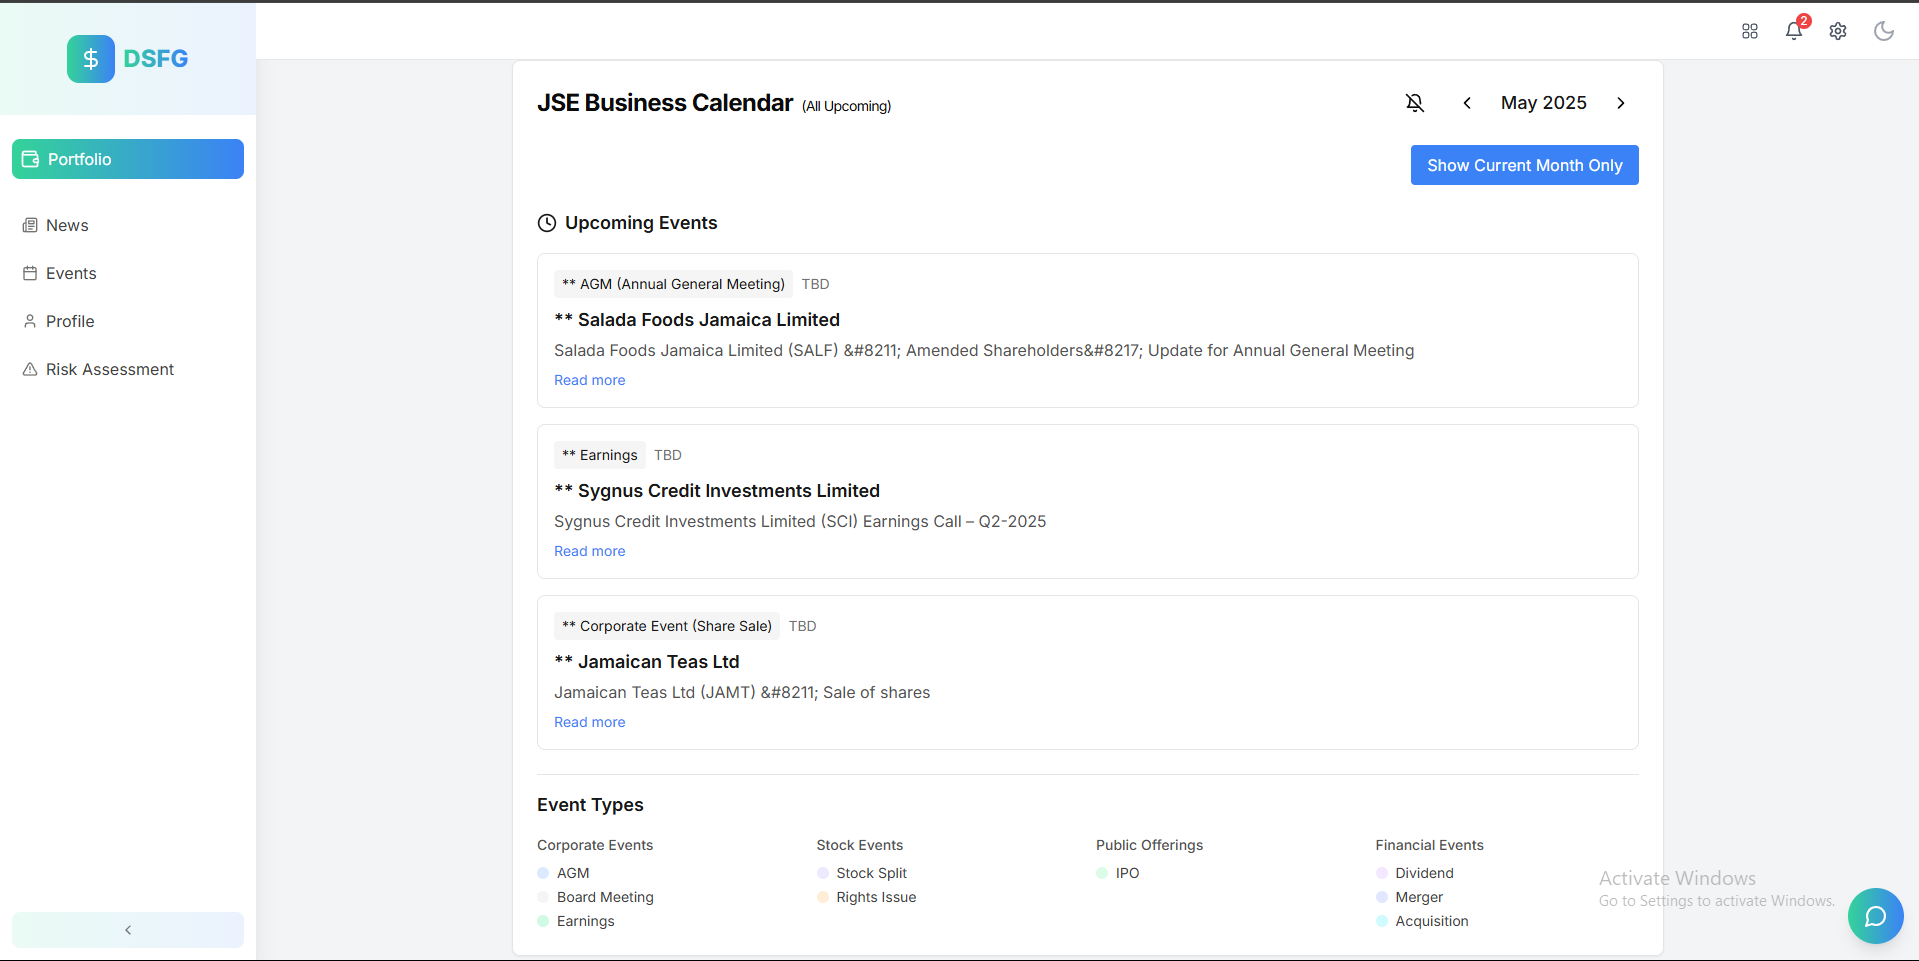 DSFG
2
Portfolio
News
Events
Profile
Risk Assessment
JSE Business Calendar (All Upcoming)
May 2025
Show Current Month Only
Upcoming Events
** AGM (Annual General Meeting) TBD
** Salada Foods Jamaica Limited
Salada Foods Jamaica Limited (SALF) &#8211; Amended Shareholders&#8217; Update for Annual General Meeting
Read more
** Earnings TBD
** Sygnus Credit Investments Limited
Sygnus Credit Investments Limited (SCI) Earnings Call – Q2-2025
Read more
** Corporate Event (Share Sale) TBD
** Jamaican Teas Ltd
Jamaican Teas Ltd (JAMT) &#8211; Sale of shares
Read more
Event Types
Corporate Events
AGM
Board Meeting
Earnings
Stock Events
Stock Split
Rights Issue
Public Offerings
IPO
Financial Events
Dividend
Merger
Acquisition
Activate Windows
Go to Settings to activate Windows.